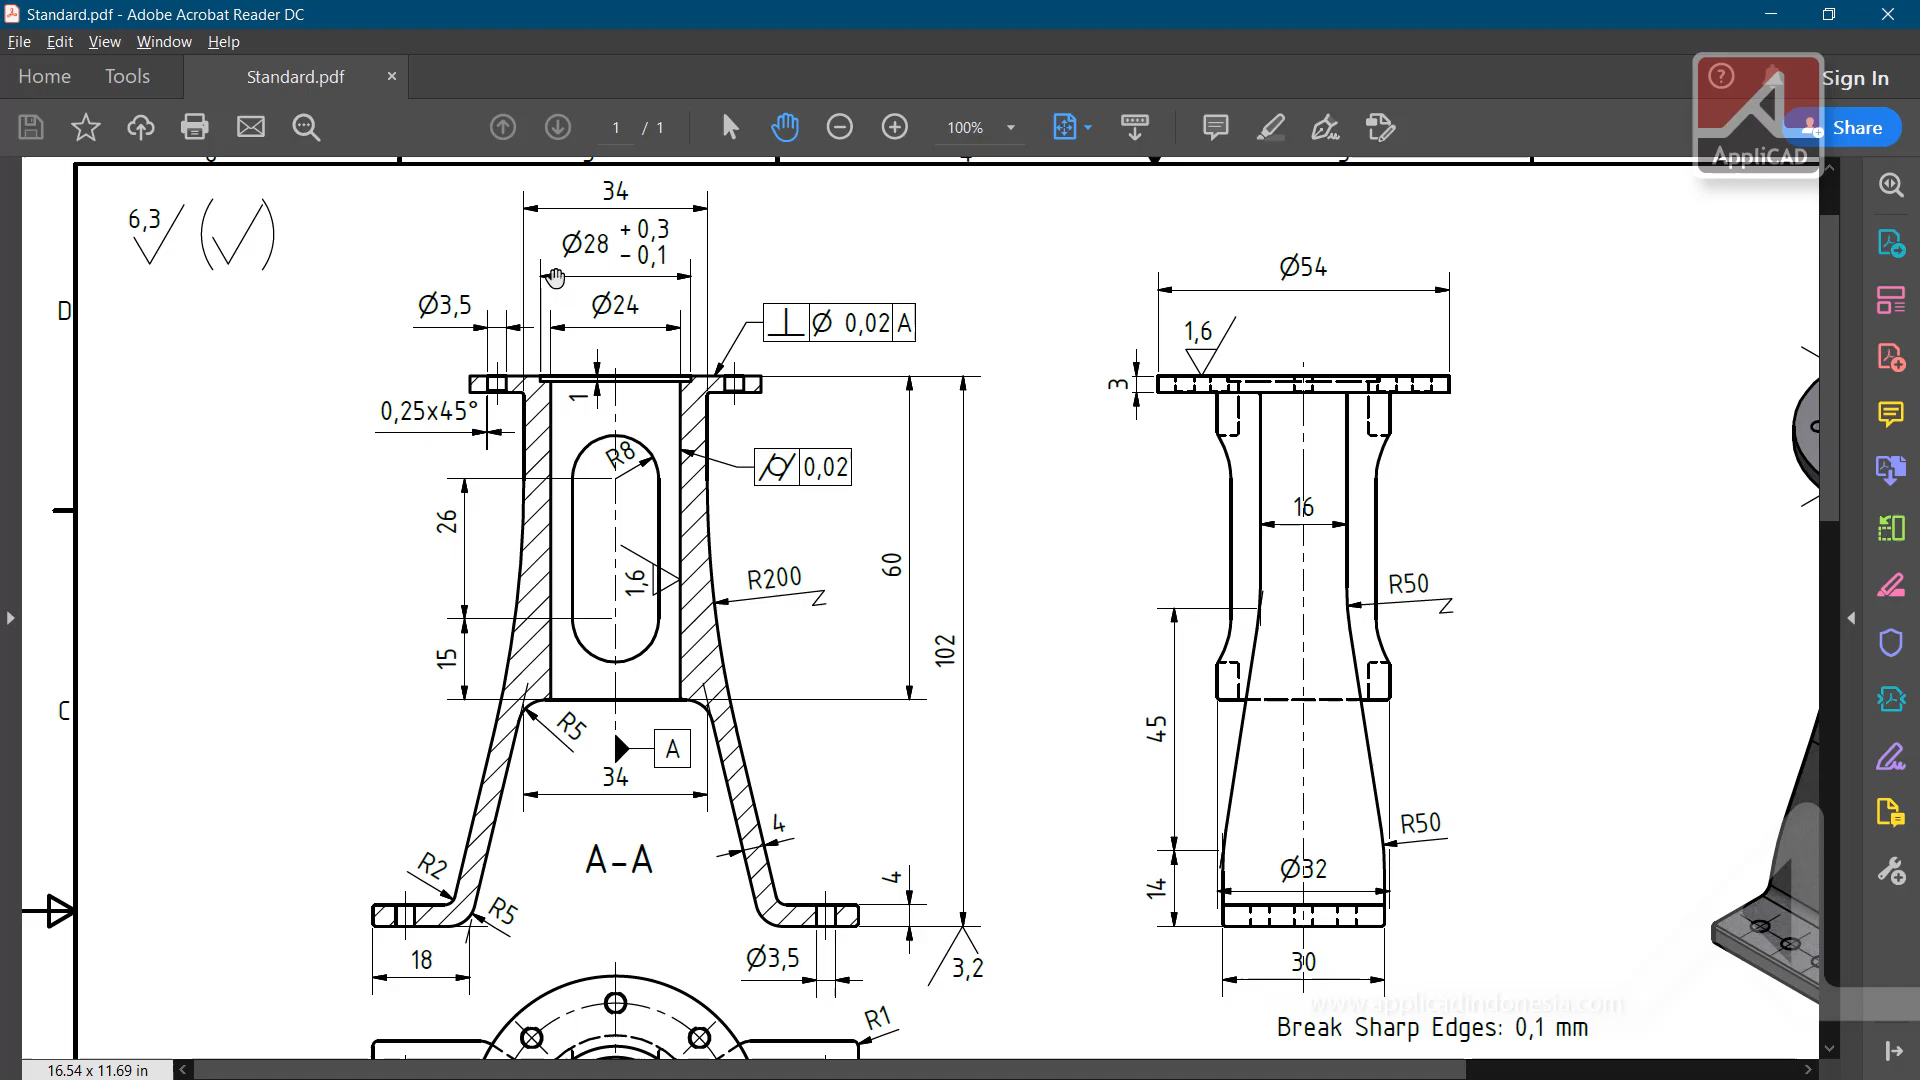 Standard.pdf - Adobe Acrobat Reader DC
File Edit View Window Help
Home Tools Standard.pdf × ? Sign In
1 / 1 100% Share
AppliCAD
6,3
34
Ø28 + 0,3
- 0,1
Ø3,5
Ø24
Ø 0,02 A
Ø54
D
1,6
3
0,25x45°
1
R8
0,02
26
16
1,6
R200
60
R50
15
102
C
R5
A
45
34
4
R50
A-A
R2
4
Ø32
14
R5
18
Ø3,5
3,2
30
www.applicadindonesia.com
R1
Break Sharp Edges: 0,1 mm
16.54 x 11.69 in